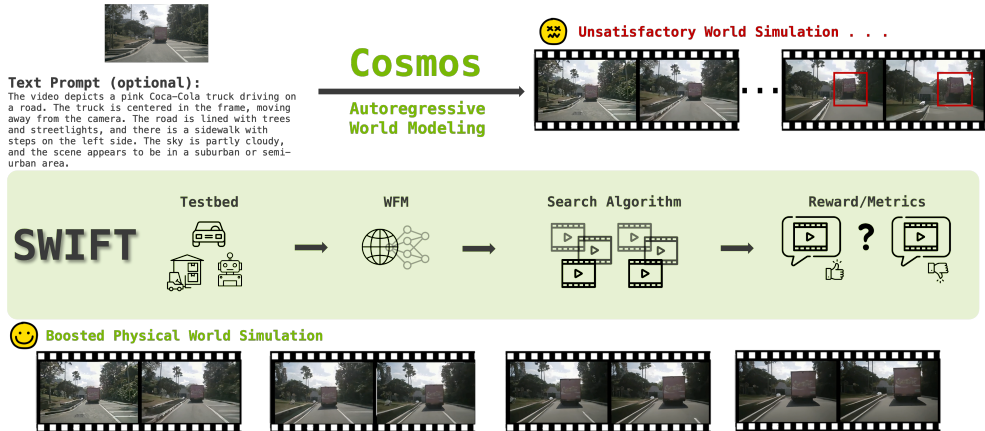 Text Prompt (optional):
The video depicts a pink Coca-Cola truck driving on
a road. The truck is centered in the frame, moving
away from the camera. The road is lined with trees
and streetlights, and there is a sidewalk with
steps on the left side. The sky is partly cloudy,
and the scene appears to be in a suburban or semi-
urban area.
Cosmos
Autoregressive
World Modeling
Unsatisfactory World Simulation . . .
...
SWIFT
Testbed
WFM
Search Algorithm
Reward/Metrics
?
Boosted Physical World Simulation